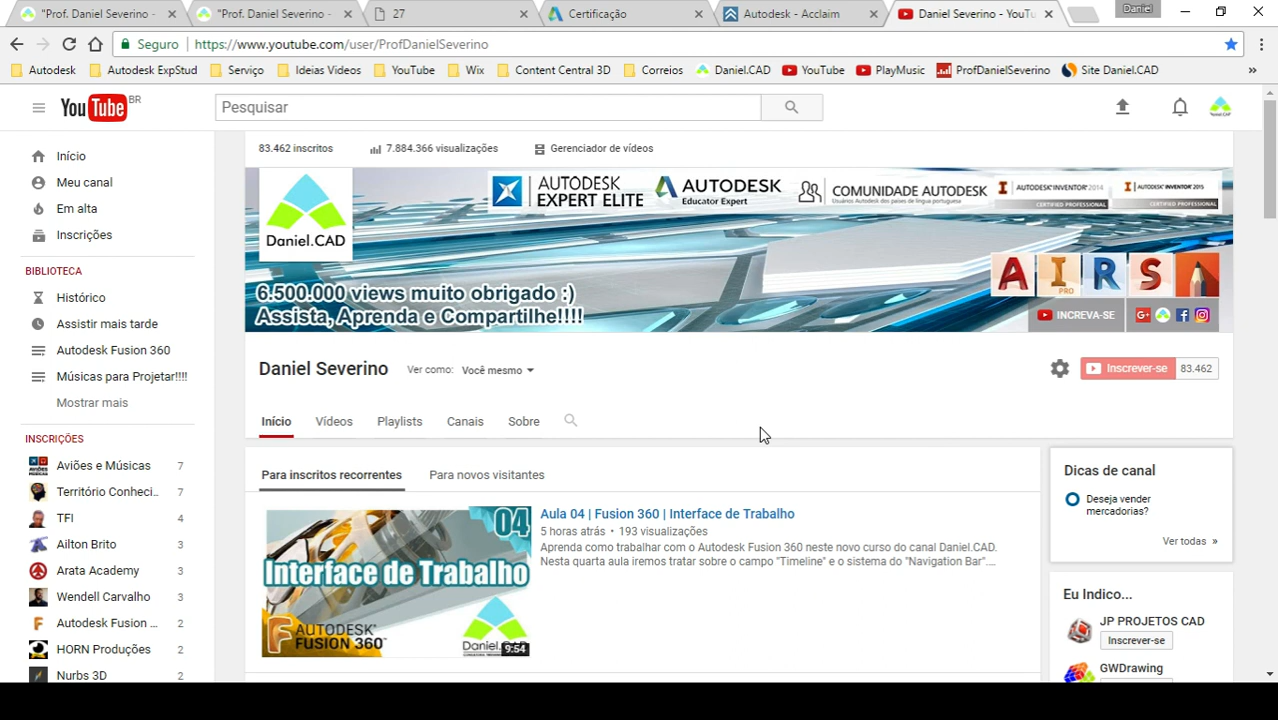 "Prof. Daniel Severino -
"Prof. Daniel Severino -
27
Certificação
Autodesk - Acclaim
Daniel Severino - YouTu
Daniel
Seguro
https://www.youtube.com/user/ProfDanielSeverino
Autodesk
Autodesk ExpStud
Serviço
Ideias Videos
YouTube
Wix
Content Central 3D
Correios
Daniel.CAD
YouTube
PlayMusic
ProfDanielSeverino
Site Daniel.CAD
YouTube BR
Pesquisar
Início
Meu canal
Em alta
Inscrições
BIBLIOTECA
Histórico
Assistir mais tarde
Autodesk Fusion 360
Músicas para Projetar!!!!
Mostrar mais
INSCRIÇÕES
Aviões e Músicas 7
Território Conheci... 7
TFI 4
Ailton Brito 3
Arata Academy 3
Wendell Carvalho 3
Autodesk Fusion ... 2
HORN Produções 2
Nurbs 3D 2
83.462 inscritos
7.884.366 visualizações
Gerenciador de vídeos
Daniel.CAD
AUTODESK
EXPERT ELITE
AUTODESK
Educator Expert
COMUNIDADE AUTODESK
Usuários Autodesk dos países de língua portuguesa
AUTODESK INVENTOR 2014
CERTIFIED PROFESSIONAL
AUTODESK INVENTOR 2015
CERTIFIED PROFESSIONAL
A I R S
PRO
6.500.000 views muito obrigado :)
Assista, Aprenda e Compartilhe!!!!
INCREVA-SE
G+
Daniel Severino
Ver como:
Você mesmo
Inscrever-se
83.462
Início
Vídeos
Playlists
Canais
Sobre
Para inscritos recorrentes
Para novos visitantes
04
Interface de Trabalho
AUTODESK
FUSION 360
Daniel.CAD
9:54
Aula 04 | Fusion 360 | Interface de Trabalho
5 horas atrás • 193 visualizações
Aprenda como trabalhar com o Autodesk Fusion 360 neste novo curso do canal Daniel.CAD.
Nesta quarta aula iremos tratar sobre o campo "Timeline" e o sistema do "Navigation Bar"....
Dicas de canal
Deseja vender
mercadorias?
Ver todas »
Eu Indico...
JP PROJETOS CAD
Inscrever-se
GWDrawing